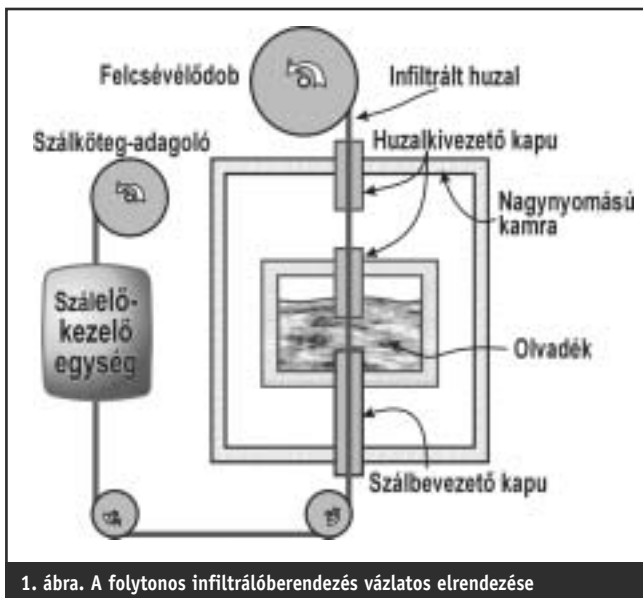 Felcsévélődob
Infiltrált huzal
Szálköteg-adagoló
Huzalkivezető kapu
Nagynyomású
kamra
Szálelő-
kezelő
egység
Olvadék
Szálbevezető kapu
1. ábra. A folytonos infiltrálóberendezés vázlatos elrendezése